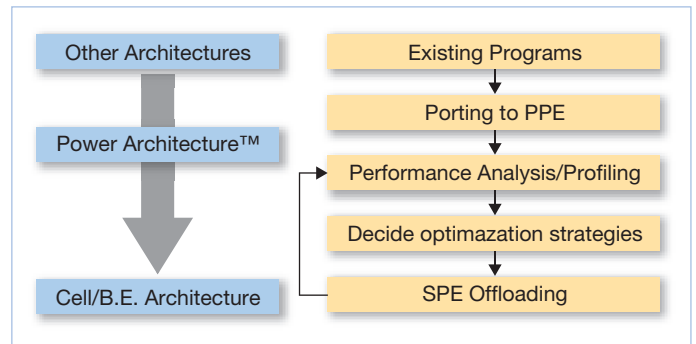 Other Architectures
Power Architecture™
Cell/B.E. Architecture
Existing Programs
Porting to PPE
Performance Analysis/Profiling
Decide optimazation strategies
SPE Offloading